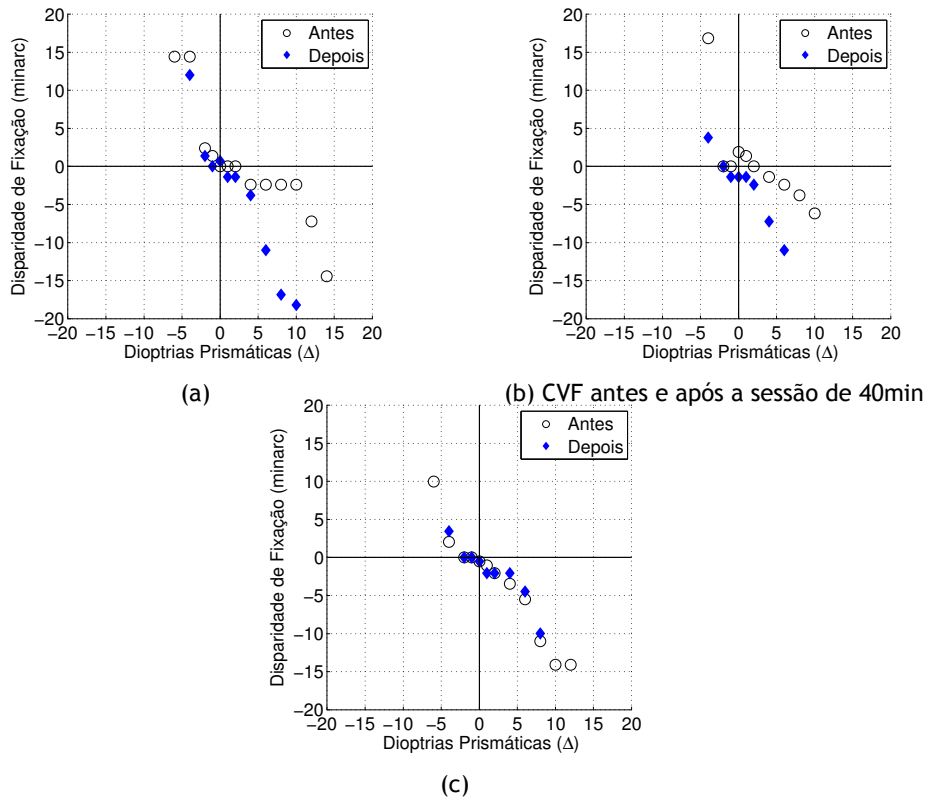 20
15
10
5
0
−5
−10
−15
−20
−20 −15 −10 −5 0 5 10 15 20
Disparidade de Fixação (minarc)
Dioptrias Prismáticas (Δ)
Antes
Depois
(a)
20
15
10
5
0
−5
−10
−15
−20
−20 −15 −10 −5 0 5 10 15 20
Disparidade de Fixação (minarc)
Dioptrias Prismáticas (Δ)
Antes
Depois
(b) CVF antes e após a sessão de 40min
20
15
10
5
0
−5
−10
−15
−20
−20 −15 −10 −5 0 5 10 15 20
Disparidade de Fixação (minarc)
Dioptrias Prismáticas (Δ)
Antes
Depois
(c)